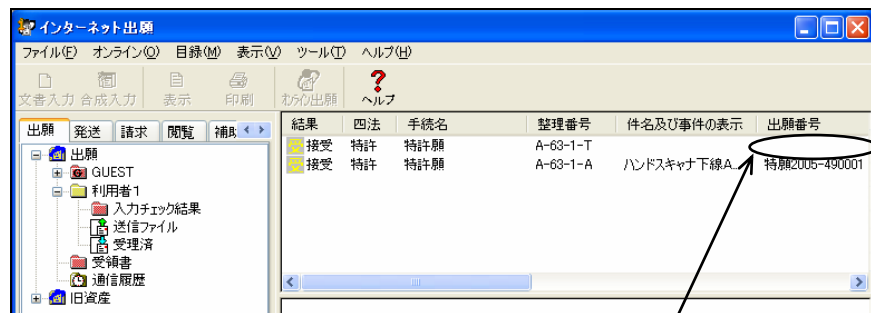 インターネット出願
ファイル(F) オンライン(O) 目録(M) 表示(V) ツール(T) ヘルプ(H)
文書入力 合成入力 表示 印刷 オンライン出願 ヘルプ
出願 発送 請求 閲覧 補
結果 四法 手続名 整理番号 件名及び事件の表示 出願番号
接受 特許 特許願 A-63-1-T
接受 特許 特許願 A-63-1-A ハンドスキャナ下線A... 特願2005-490001
出願
GUEST
利用者1
入力チェック結果
送信ファイル
受理済
受領書
通信履歴
旧資産